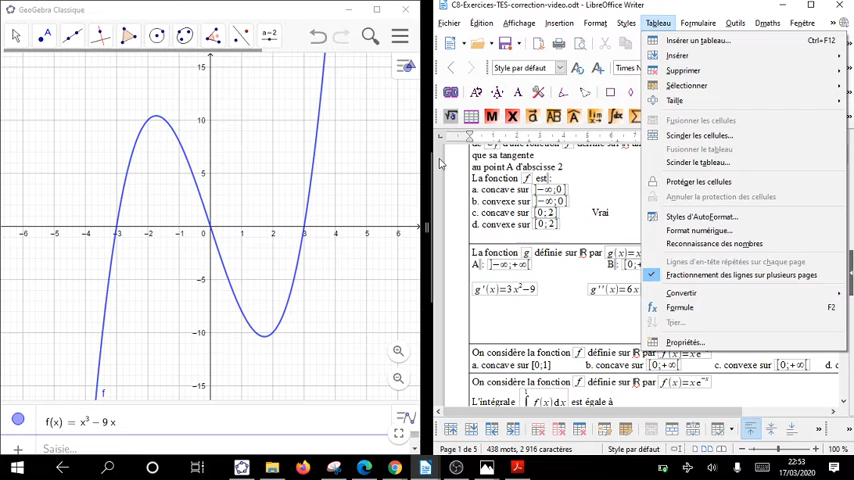 GeoGebra Classique
a=2
15
10
5
−5
−10
−15
−6 −5 −4 −3 −2 −1 0 1 2 3 4 5 6
f
f(x) = x³ − 9 x
Saisie...
C8-Exercices-TES-correction-video.odt - LibreOffice Writer
Fichier Édition Affichage Insertion Format Styles Tableau Formulaire Outils Dmaths Fenêtre
Style par défaut
Times N
que sa tangente
au point A d'abscisse 2
La fonction f est :
a. concave sur ]−∞;0]
b. convexe sur ]−∞;0]
c. concave sur [0;2] Vrai
d. convexe sur [0;2]
La fonction g définie sur ℝ par g(x)=x
A : ]−∞;+∞[ B : [0;+
g'(x)=3x²−9 g''(x)=6x
On considère la fonction f définie sur ℝ par f(x)=xe
a. concave sur [0;1] b. concave sur [0;+∞[ c. convexe sur [0;+∞[ d. c
On considère la fonction f définie sur ℝ par f(x)=xe⁻ˣ
L'intégrale ∫ f(x)dx est égale à
Insérer un tableau... Ctrl+F12
Insérer
Supprimer
Sélectionner
Taille
Fusionner les cellules
Scinder les cellules...
Fusionner le tableau
Scinder le tableau...
Protéger les cellules
Annuler la protection des cellules
Styles d'AutoFormat...
Format numérique...
Reconnaissance des nombres
Lignes d'en-tête répétées sur chaque page
Fractionnement des lignes sur plusieurs pages
Convertir
Formule F2
Trier...
Propriétés...
Page 1 de 5 438 mots, 2 916 caractères Style par défaut 100 %
22:53
17/03/2020